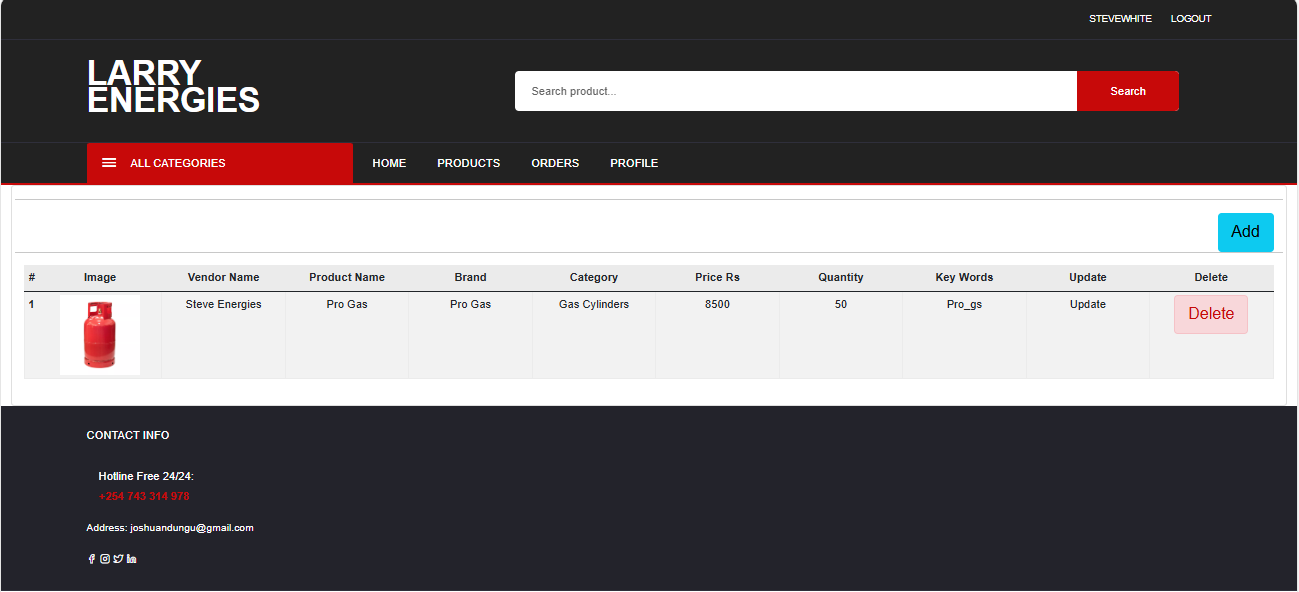 STEVEWHITE LOGOUT
LARRY
ENERGIES
Search product... Search
ALL CATEGORIES HOME PRODUCTS ORDERS PROFILE
Add
# Image Vendor Name Product Name Brand Category Price Rs Quantity Key Words Update Delete
1 Steve Energies Pro Gas Pro Gas Gas Cylinders 8500 50 Pro_gs Update Delete
CONTACT INFO
Hotline Free 24/24:
+254 743 314 978
Address: joshuandungu@gmail.com